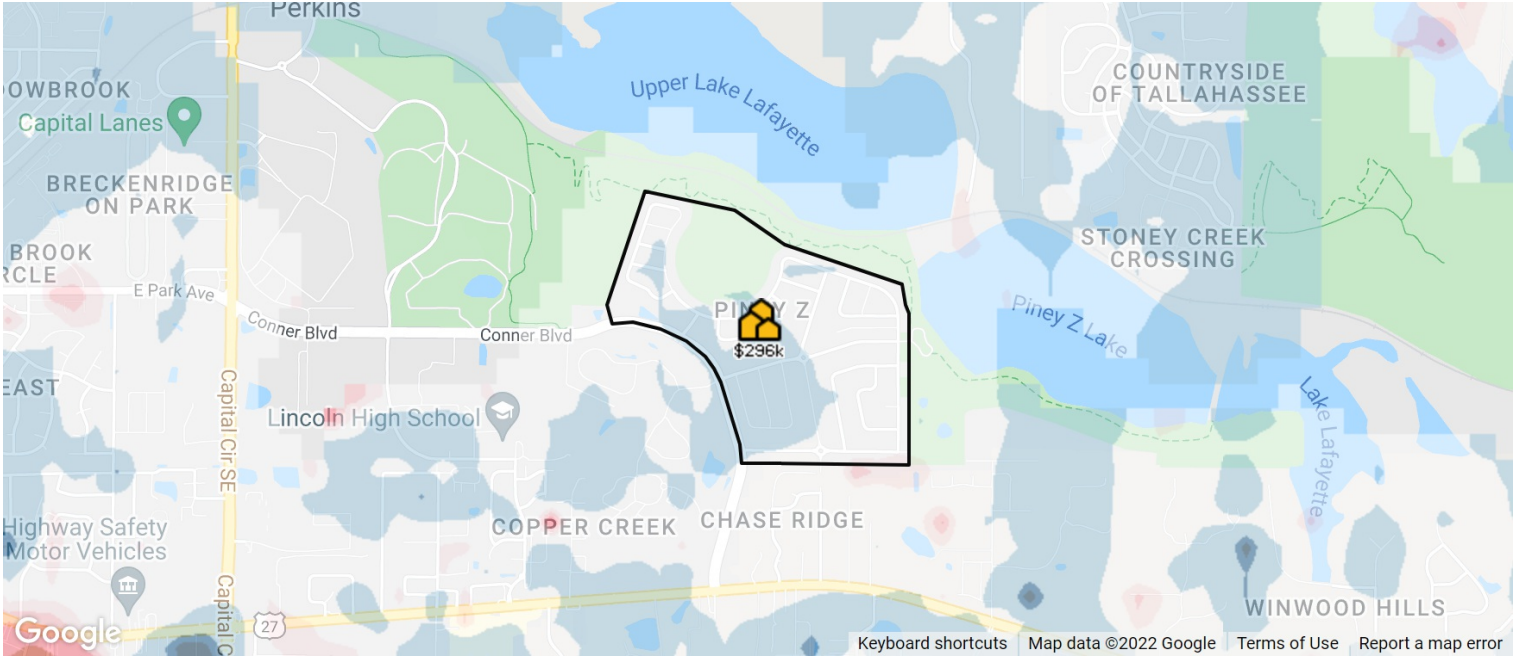 Perkins
OWBROOK
Capital Lanes
BRECKENRIDGE
ON PARK
BROOK
RCLE
E Park Ave
Conner Blvd
Conner Blvd
EAST
Capital Cir SE
Lincoln High School
Highway Safety
Motor Vehicles
Capital C
27
COPPER CREEK
CHASE RIDGE
PINEY Z
$296k
Upper Lake Lafayette
COUNTRYSIDE
OF TALLAHASSEE
STONEY CREEK
CROSSING
Piney Z Lake
Lake Lafayette
WINWOOD HILLS
Google
Keyboard shortcuts
Map data ©2022 Google
Terms of Use
Report a map error